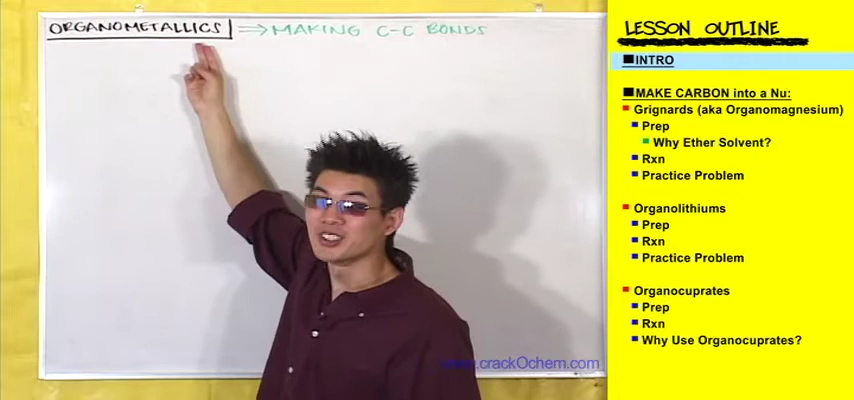 ORGANOMETALLICS ⇒ MAKING C-C BONDS
www.crackOchem.com
LESSON OUTLINE
INTRO
MAKE CARBON into a Nu:
Grignards (aka Organomagnesium)
Prep
Why Ether Solvent?
Rxn
Practice Problem
Organolithiums
Prep
Rxn
Practice Problem
Organocuprates
Prep
Rxn
Why Use Organocuprates?